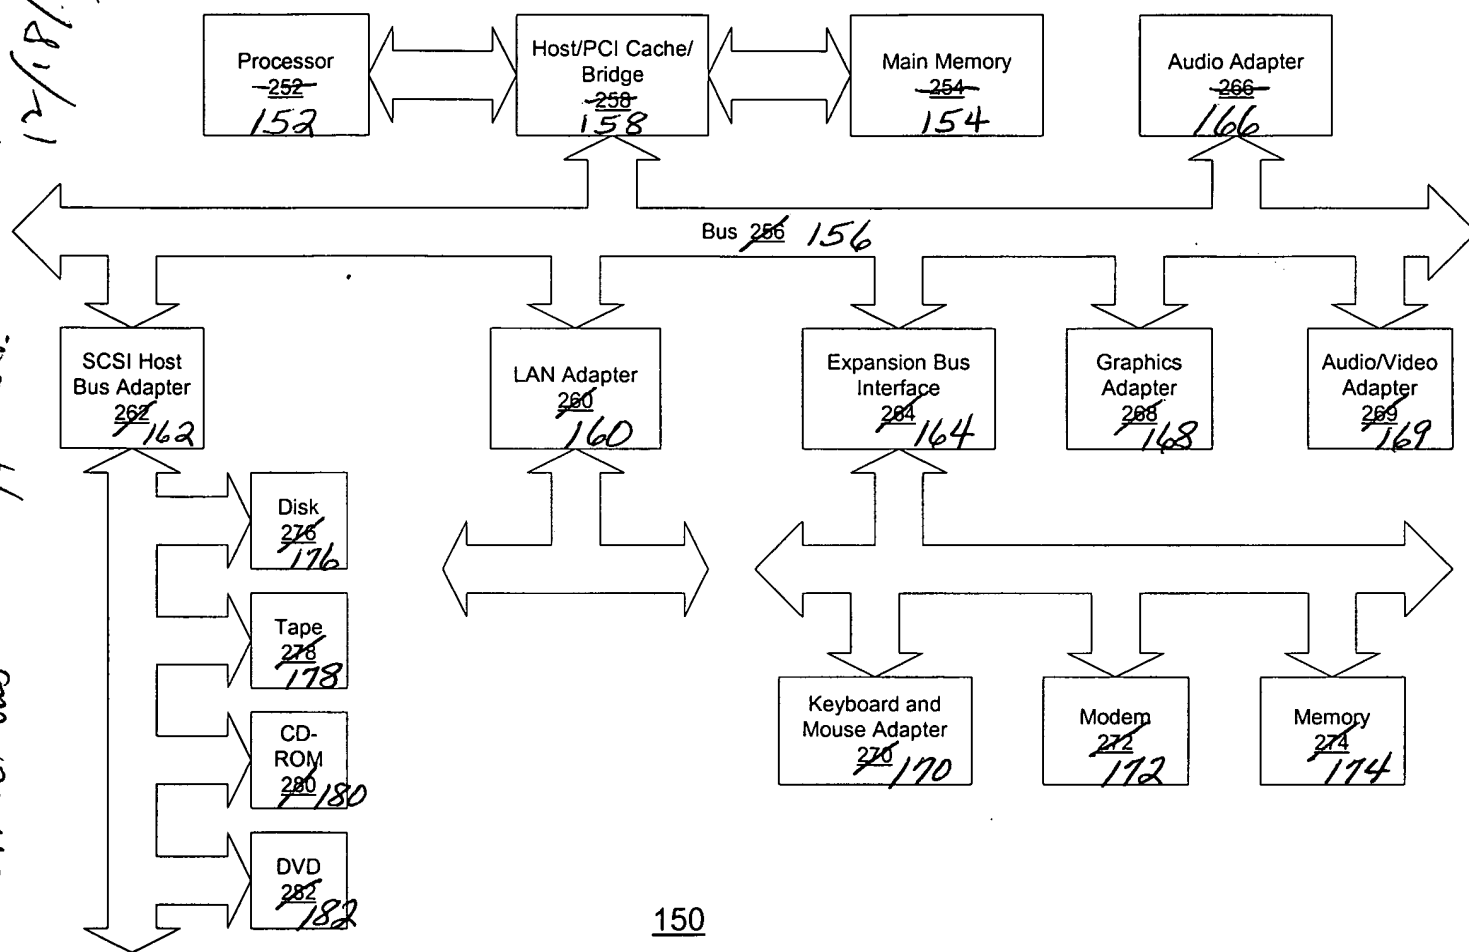 12/18/
Processor
252
152
Host/PCI Cache/
Bridge
258
158
Main Memory
254
154
Audio Adapter
266
166
Bus 256 156
SCSI Host
Bus Adapter
262
162
LAN Adapter
260
160
Expansion Bus
Interface
264
164
Graphics
Adapter
268
168
Audio/Video
Adapter
269
169
Disk
276
176
Tape
278
178
CD-
ROM
280
180
DVD
282
182
Keyboard and
Mouse Adapter
270
170
Modem
272
172
Memory
274
174
150